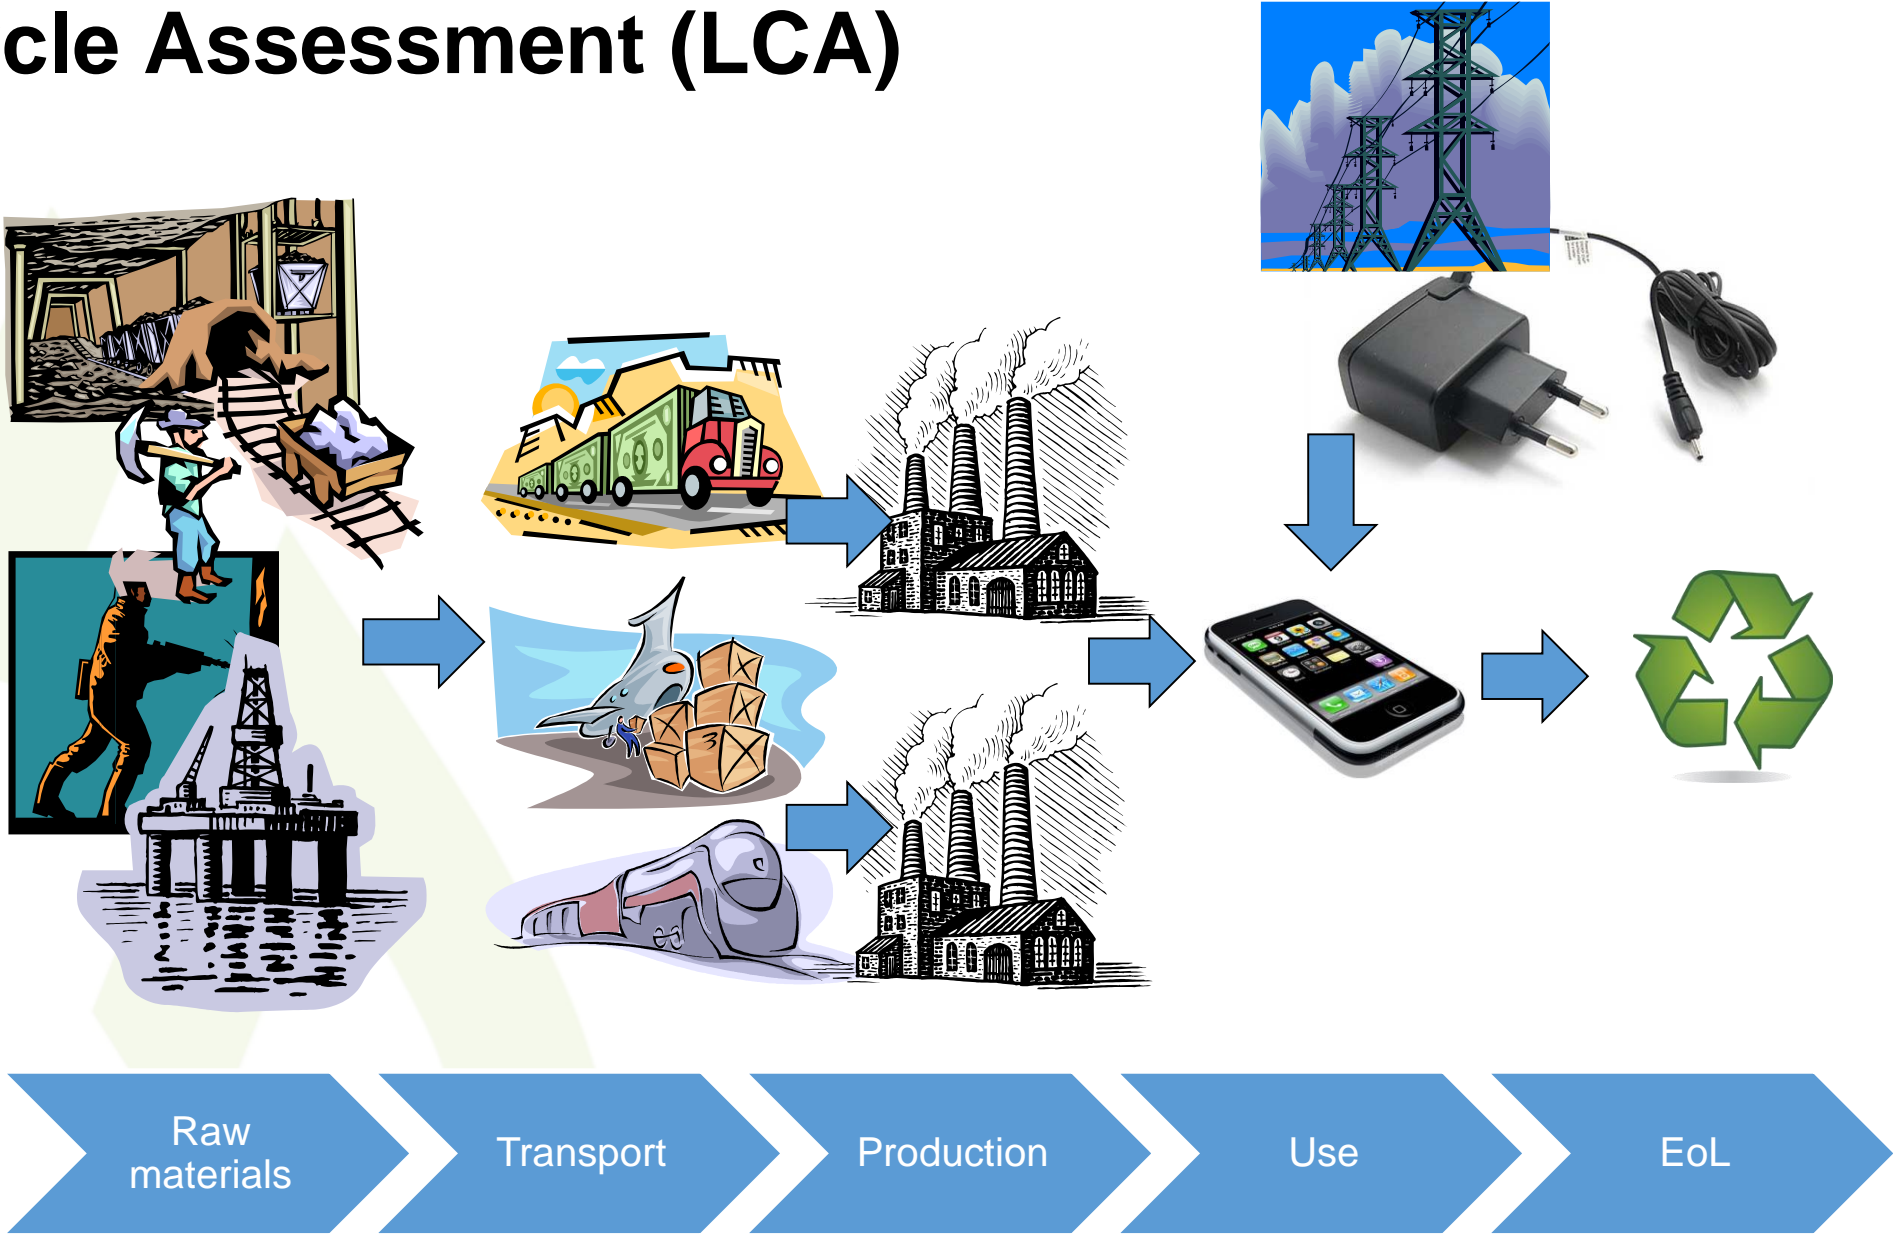 cle Assessment (LCA)
Raw
materials
Transport
Production
Use
EoL